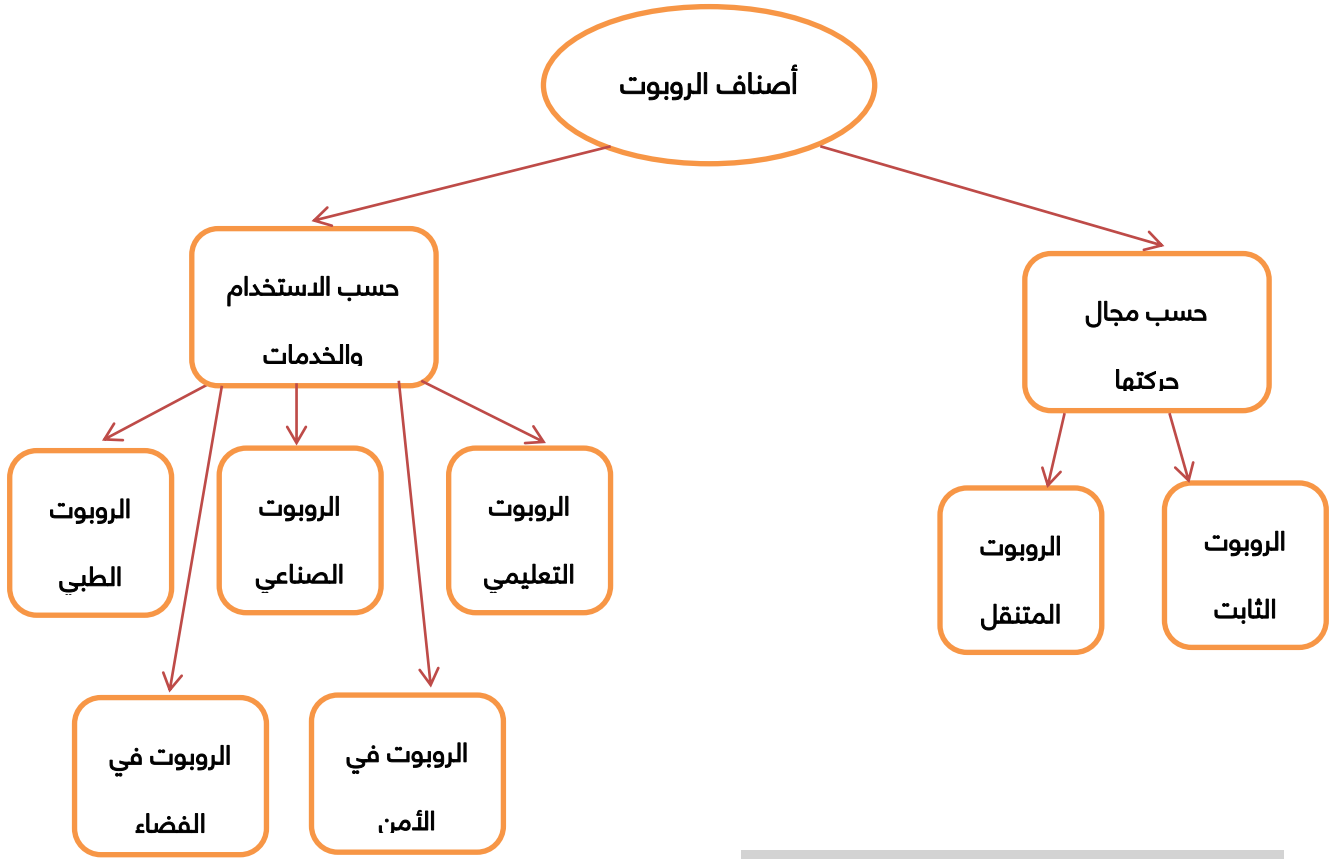 أصناف الروبوت
حسب مجال
حركتها
الروبوت
الثابت
الروبوت
المتنقل
حسب الاستخدام
والخدمات
الروبوت
التعليمي
الروبوت
الصناعي
الروبوت
الطبي
الروبوت في
الأمن
الروبوت في
الفضاء